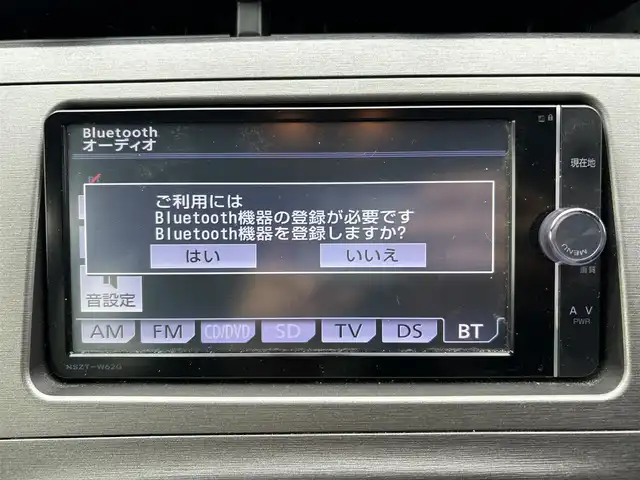 Bluetooth
オーディオ
現在地
ご利用には
Bluetooth機器の登録が必要です
Bluetooth機器を登録しますか?
はい
いいえ
MENU
画質
音設定
AM
FM
CD/DVD
SD
TV
DS
BT
A V
PWR
NSZT-W62G